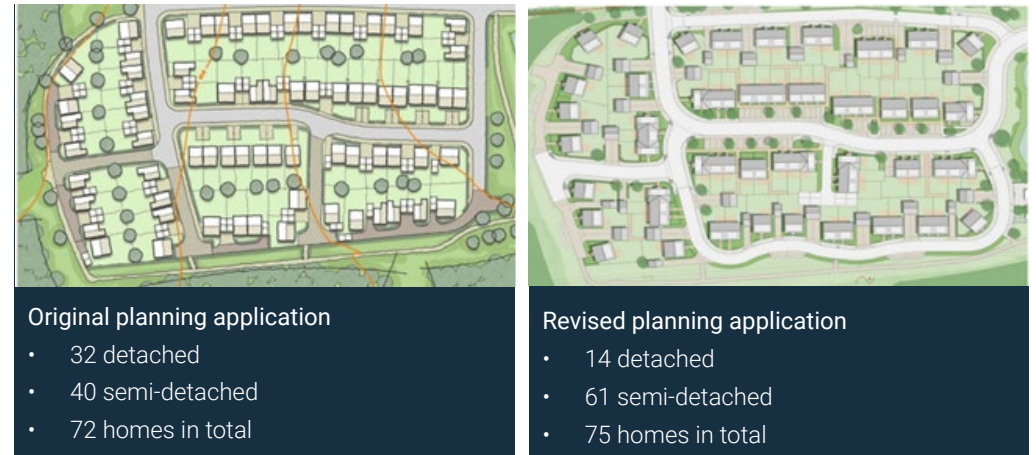 Original planning application
• 32 detached
• 40 semi-detached
• 72 homes in total
Revised planning application
• 14 detached
• 61 semi-detached
• 75 homes in total